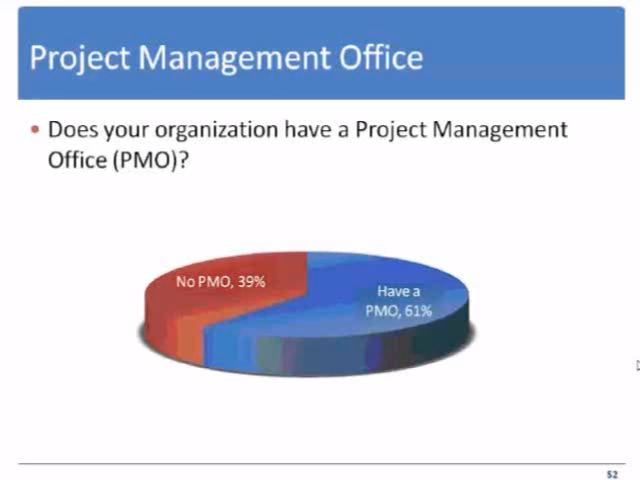 Project Management Office
• Does your organization have a Project Management
Office (PMO)?
No PMO, 39%
Have a
PMO, 61%
52